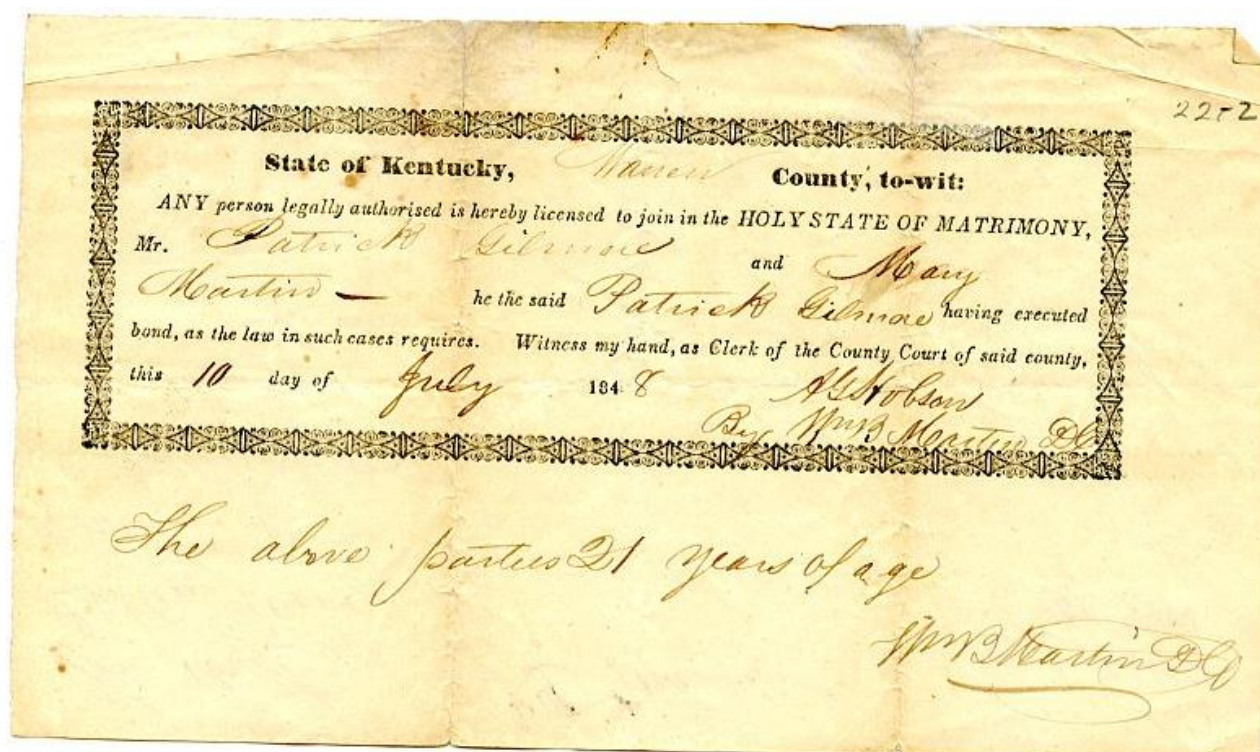 22-2
State of Kentucky, Warren County, to-wit:
ANY person legally authorised is hereby licensed to join in the HOLY STATE OF MATRIMONY,
Mr. Patrick Gilmore and Mary
Martin — he the said Patrick Gilmore having executed
bond, as the law in such cases requires. Witness my hand, as Clerk of the County Court of said county,
this 10 day of July 1848 AG Hobson
By WmB Martin DC
The above parties 21 years of age
WmB Martin DC